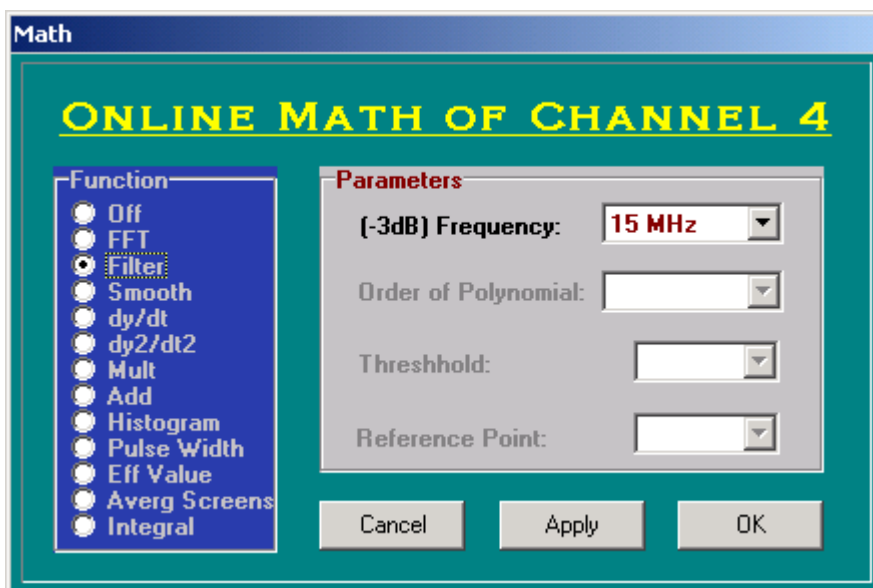 Math
ONLINE MATH OF CHANNEL 4
Function
Off
FFT
Filter
Smooth
dy/dt
dy2/dt2
Mult
Add
Histogram
Pulse Width
Eff Value
Averg Screens
Integral
Parameters
(-3dB) Frequency: 15 MHz
Order of Polynomial:
Threshhold:
Reference Point:
Cancel Apply OK